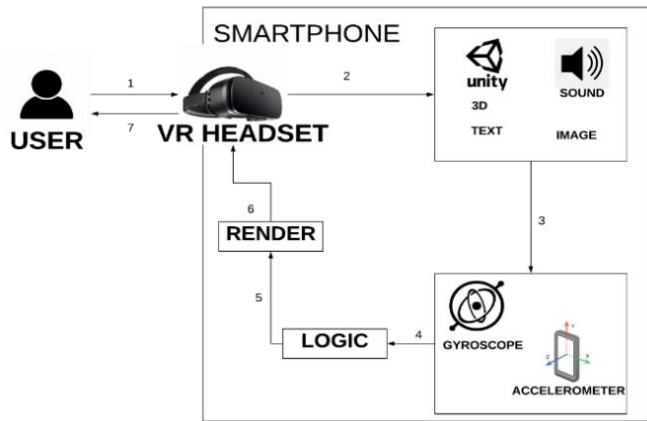 SMARTPHONE
unity
SOUND
3D
TEXT
IMAGE
1
2
7
USER
VR HEADSET
3
6
RENDER
5
4
LOGIC
GYROSCOPE
Y
Z
X
ACCELEROMETER